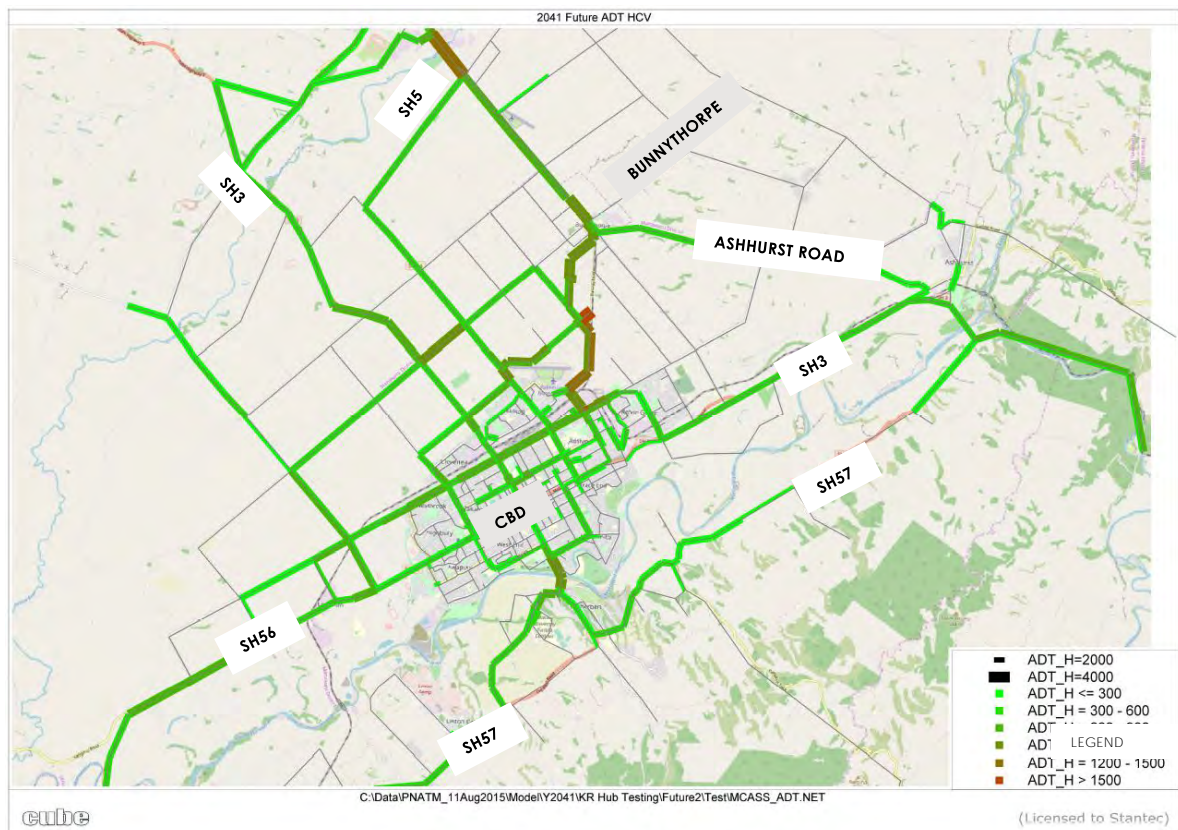 2041 Future ADT HCV
SH5
BUNNYTHORPE
SH3
ASHHURST ROAD
SH3
SH57
CBD
SH56
SH57
ADT_H=2000
ADT_H=4000
ADT_H <= 300
ADT_H = 300 - 600
LEGEND
ADT_H = 1200 - 1500
ADT_H > 1500
C:\Data\PNATM_11Aug2015\Model\Y2041\KR Hub Testing\Future2\Test\MCASS_ADT.NET
cube
(Licensed to Stantec)